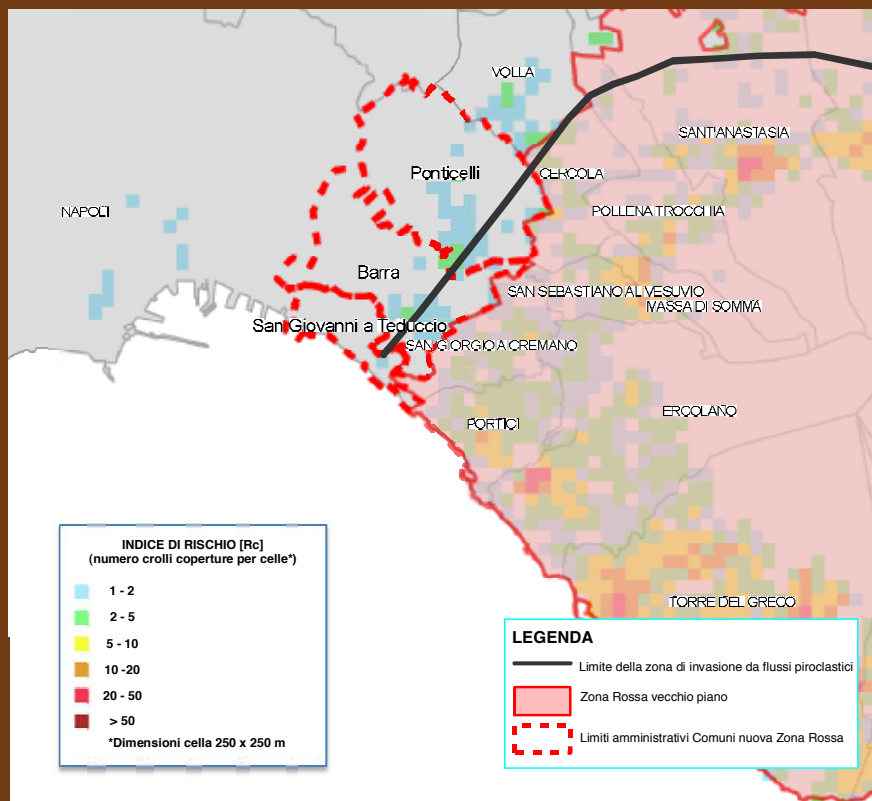 VOLLA
SANT'ANASTASIA
Ponticelli
CERCOLA
NAPOLI
POLLENA TROCCHIA
Barra
SAN SEBASTIANO AL VESUVIO
MASSA DI SOMMA
San Giovanni a Teduccio
SAN GIORGIO A CREMANO
ERCOLANO
PORTICI
TORRE DEL GRECO
INDICE DI RISCHIO [Rc]
(numero crolli coperture per celle*)
1 - 2
2 - 5
5 - 10
10 -20
20 - 50
> 50
*Dimensioni cella 250 x 250 m
LEGENDA
Limite della zona di invasione da flussi piroclastici
Zona Rossa vecchio piano
Limiti amministrativi Comuni nuova Zona Rossa